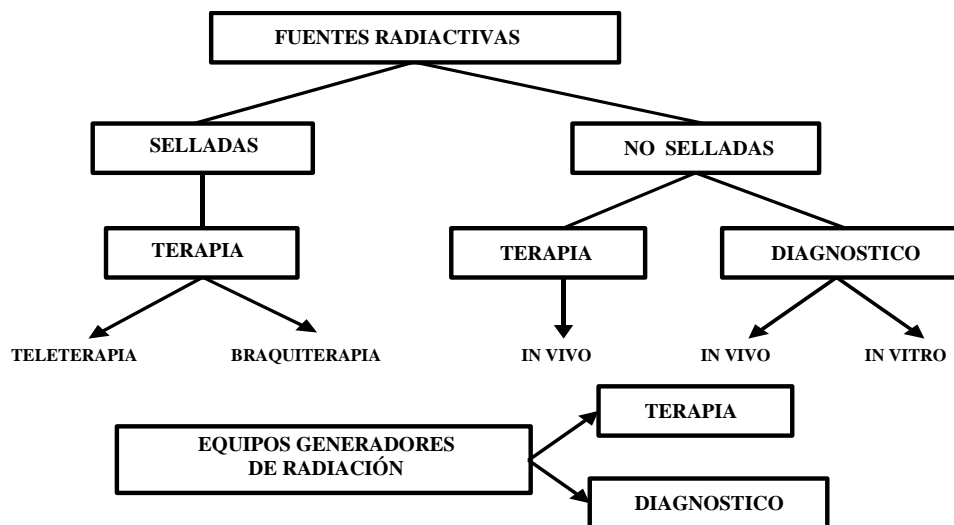 FUENTES RADIACTIVAS
SELLADAS
NO SELLADAS
TERAPIA
TERAPIA
DIAGNOSTICO
TELETERAPIA
BRAQUITERAPIA
IN VIVO
IN VIVO
IN VITRO
TERAPIA
EQUIPOS GENERADORES
DE RADIACIÓN
DIAGNOSTICO